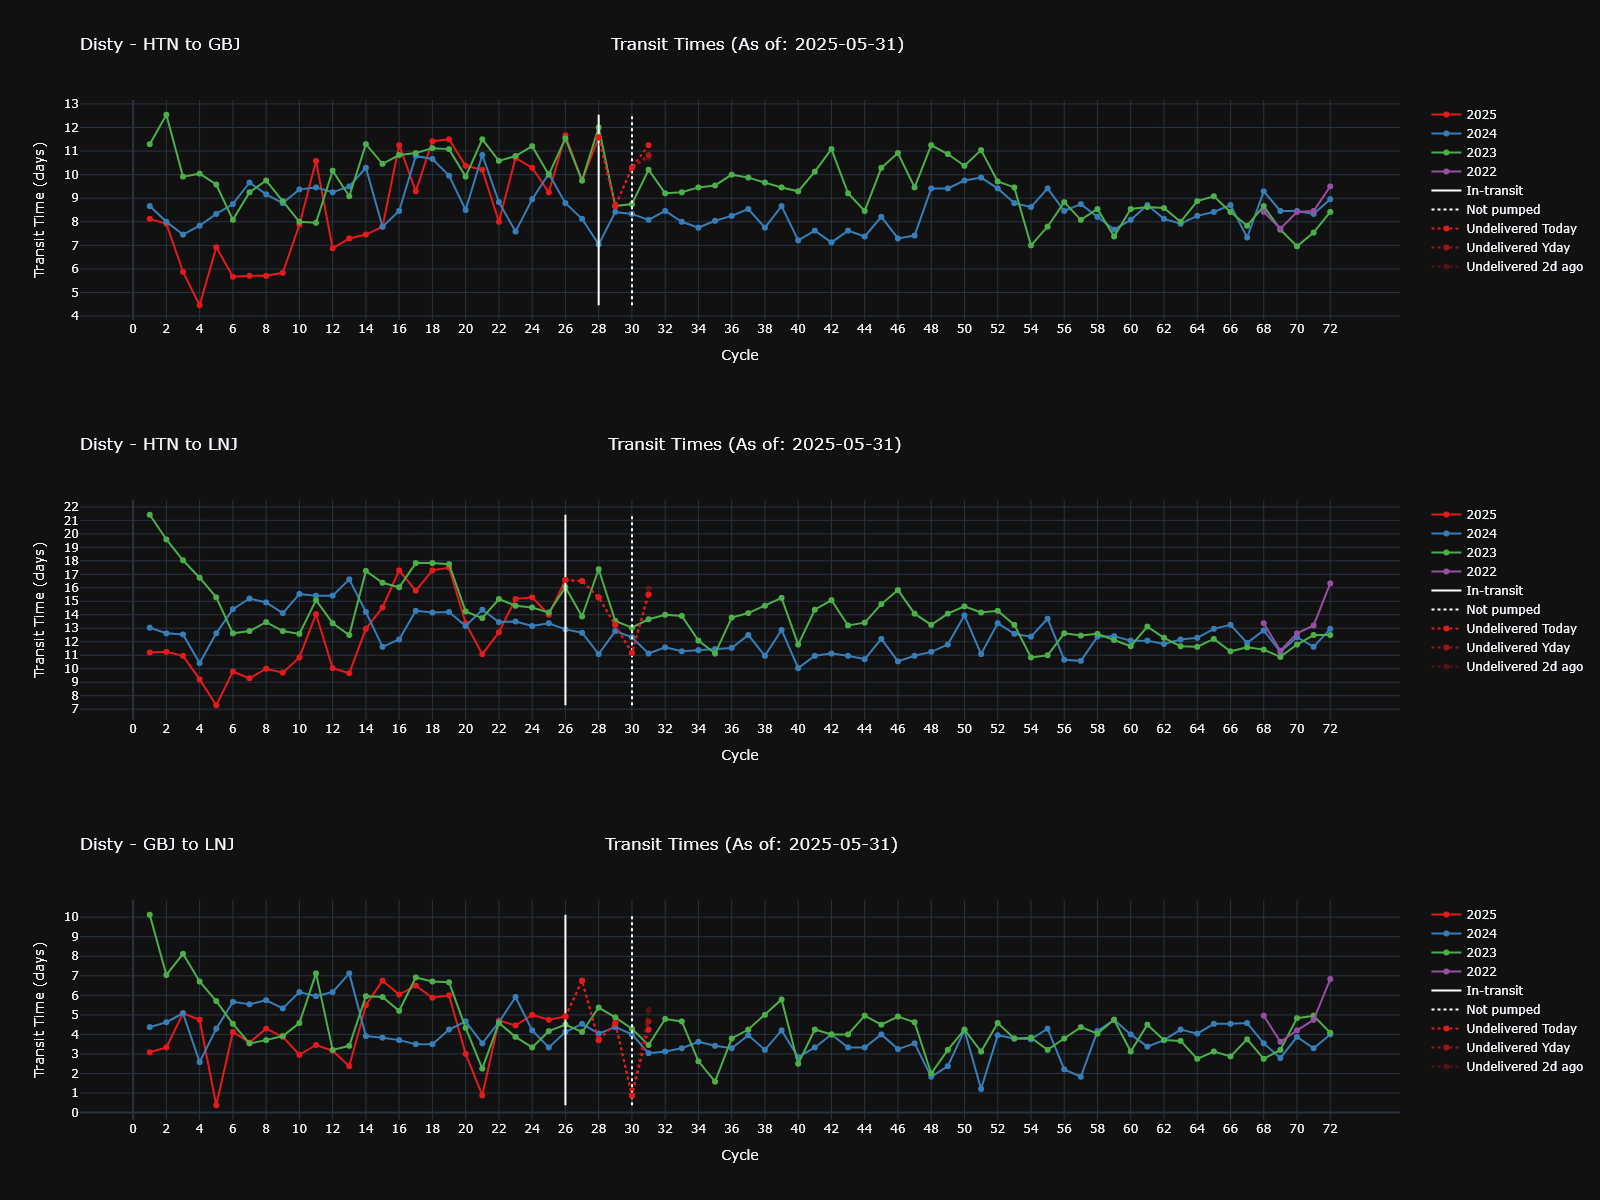 Disty - HTN to GBJ
Transit Times (As of: 2025-05-31)
Transit Time (days)
13
12
11
10
9
8
7
6
5
4
0 2 4 6 8 10 12 14 16 18 20 22 24 26 28 30 32 34 36 38 40 42 44 46 48 50 52 54 56 58 60 62 64 66 68 70 72
Cycle
2025
2024
2023
2022
In-transit
Not pumped
Undelivered Today
Undelivered Yday
Undelivered 2d ago
Disty - HTN to LNJ
Transit Times (As of: 2025-05-31)
Transit Time (days)
22
21
20
19
18
17
16
15
14
13
12
11
10
9
8
7
0 2 4 6 8 10 12 14 16 18 20 22 24 26 28 30 32 34 36 38 40 42 44 46 48 50 52 54 56 58 60 62 64 66 68 70 72
Cycle
2025
2024
2023
2022
In-transit
Not pumped
Undelivered Today
Undelivered Yday
Undelivered 2d ago
Disty - GBJ to LNJ
Transit Times (As of: 2025-05-31)
Transit Time (days)
10
9
8
7
6
5
4
3
2
1
0
0 2 4 6 8 10 12 14 16 18 20 22 24 26 28 30 32 34 36 38 40 42 44 46 48 50 52 54 56 58 60 62 64 66 68 70 72
Cycle
2025
2024
2023
2022
In-transit
Not pumped
Undelivered Today
Undelivered Yday
Undelivered 2d ago